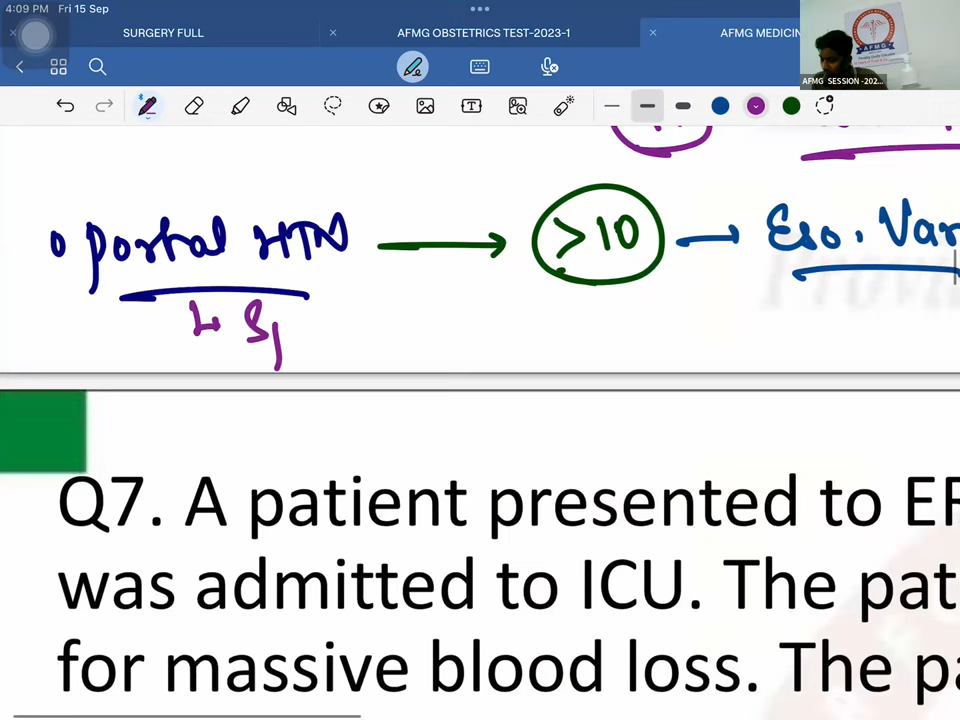 4:09 PM Fri 15 Sep
SURGERY FULL
AFMG OBSTETRICS TEST-2023-1
AFMG MEDICIN
AFMG
AFMG SESSION -202...
portal HTN → >10 → Eso. Var
Q7. A patient presented to ER
was admitted to ICU. The pat
for massive blood loss. The pa